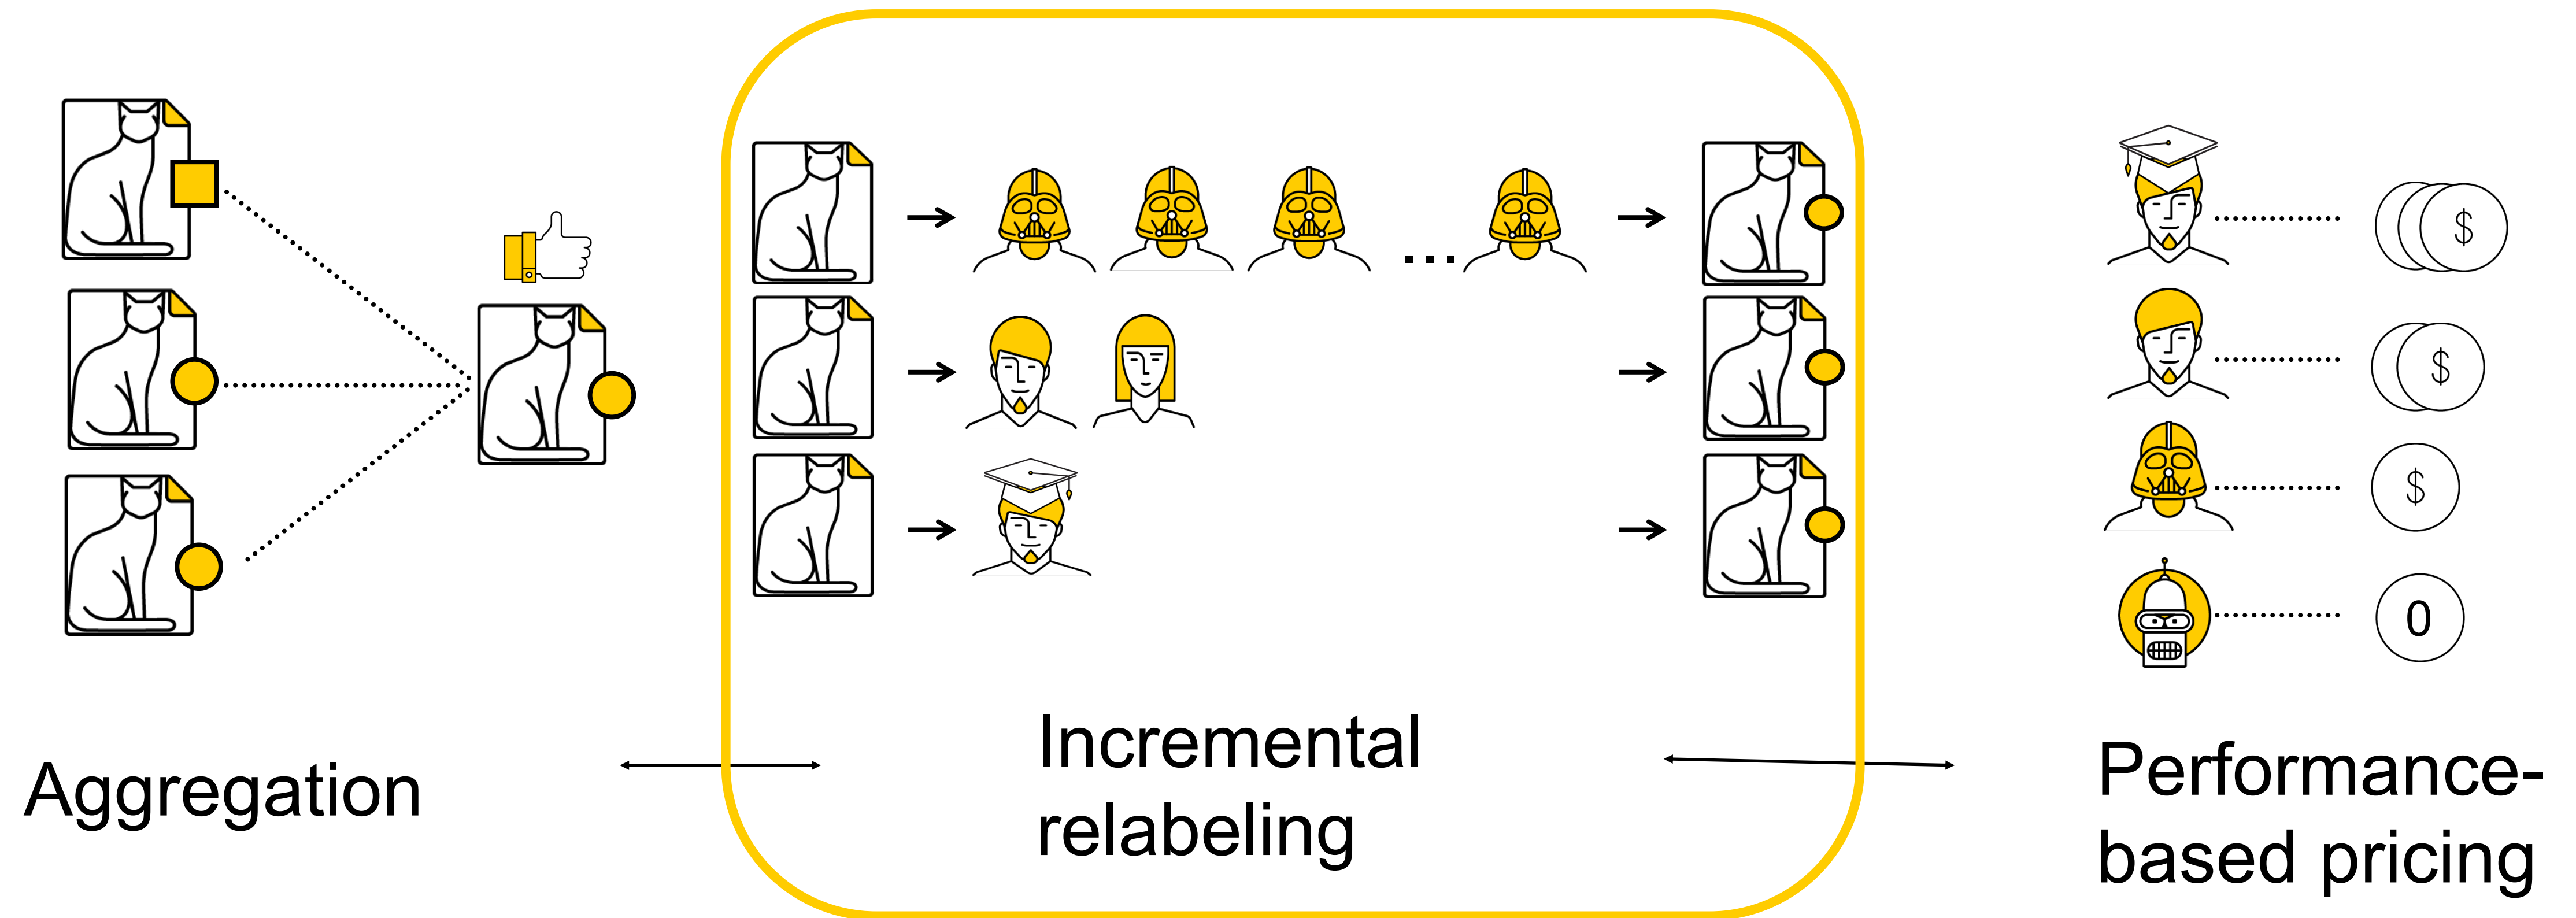 ...
$
$
$
0
Aggregation
Incremental
relabeling
Performance-
based pricing